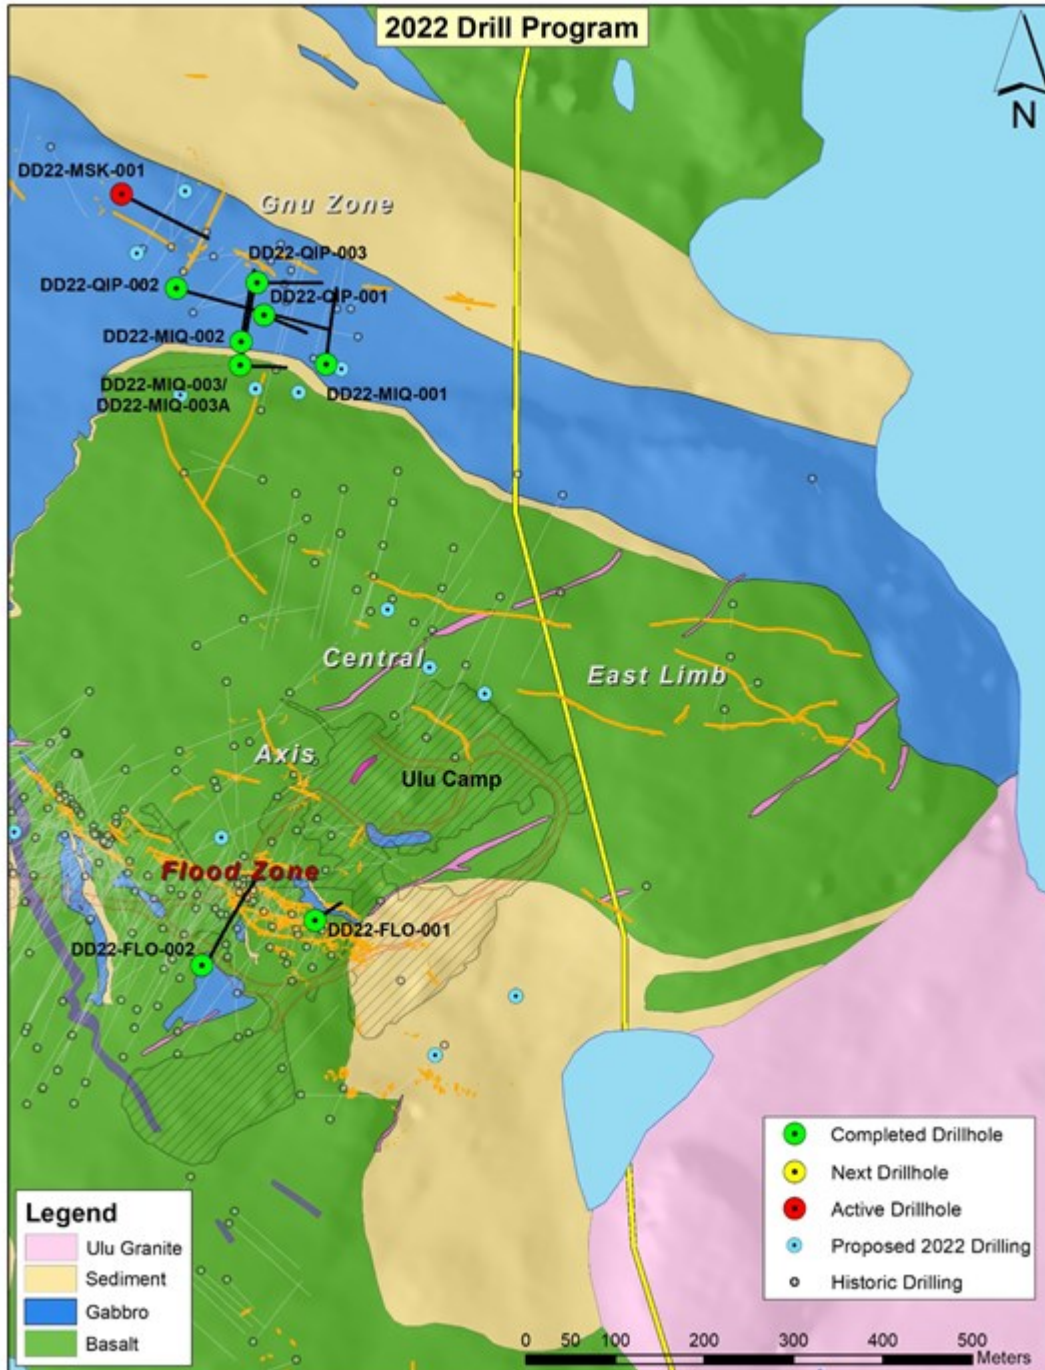 2022 Drill Program
N
DD22-MSK-001
Gnu Zone
DD22-QIP-003
DD22-QIP-002
DD22-QIP-001
DD22-MIQ-002
DD22-MIQ-003/
DD22-MIQ-003A
DD22-MIQ-001
Central
East Limb
Axis
Ulu Camp
Flood Zone
DD22-FLO-001
DD22-FLO-002
Completed Drillhole
Next Drillhole
Active Drillhole
Proposed 2022 Drilling
Historic Drilling
Legend
Ulu Granite
Sediment
Gabbro
Basalt
0 50 100 200 300 400 500
Meters